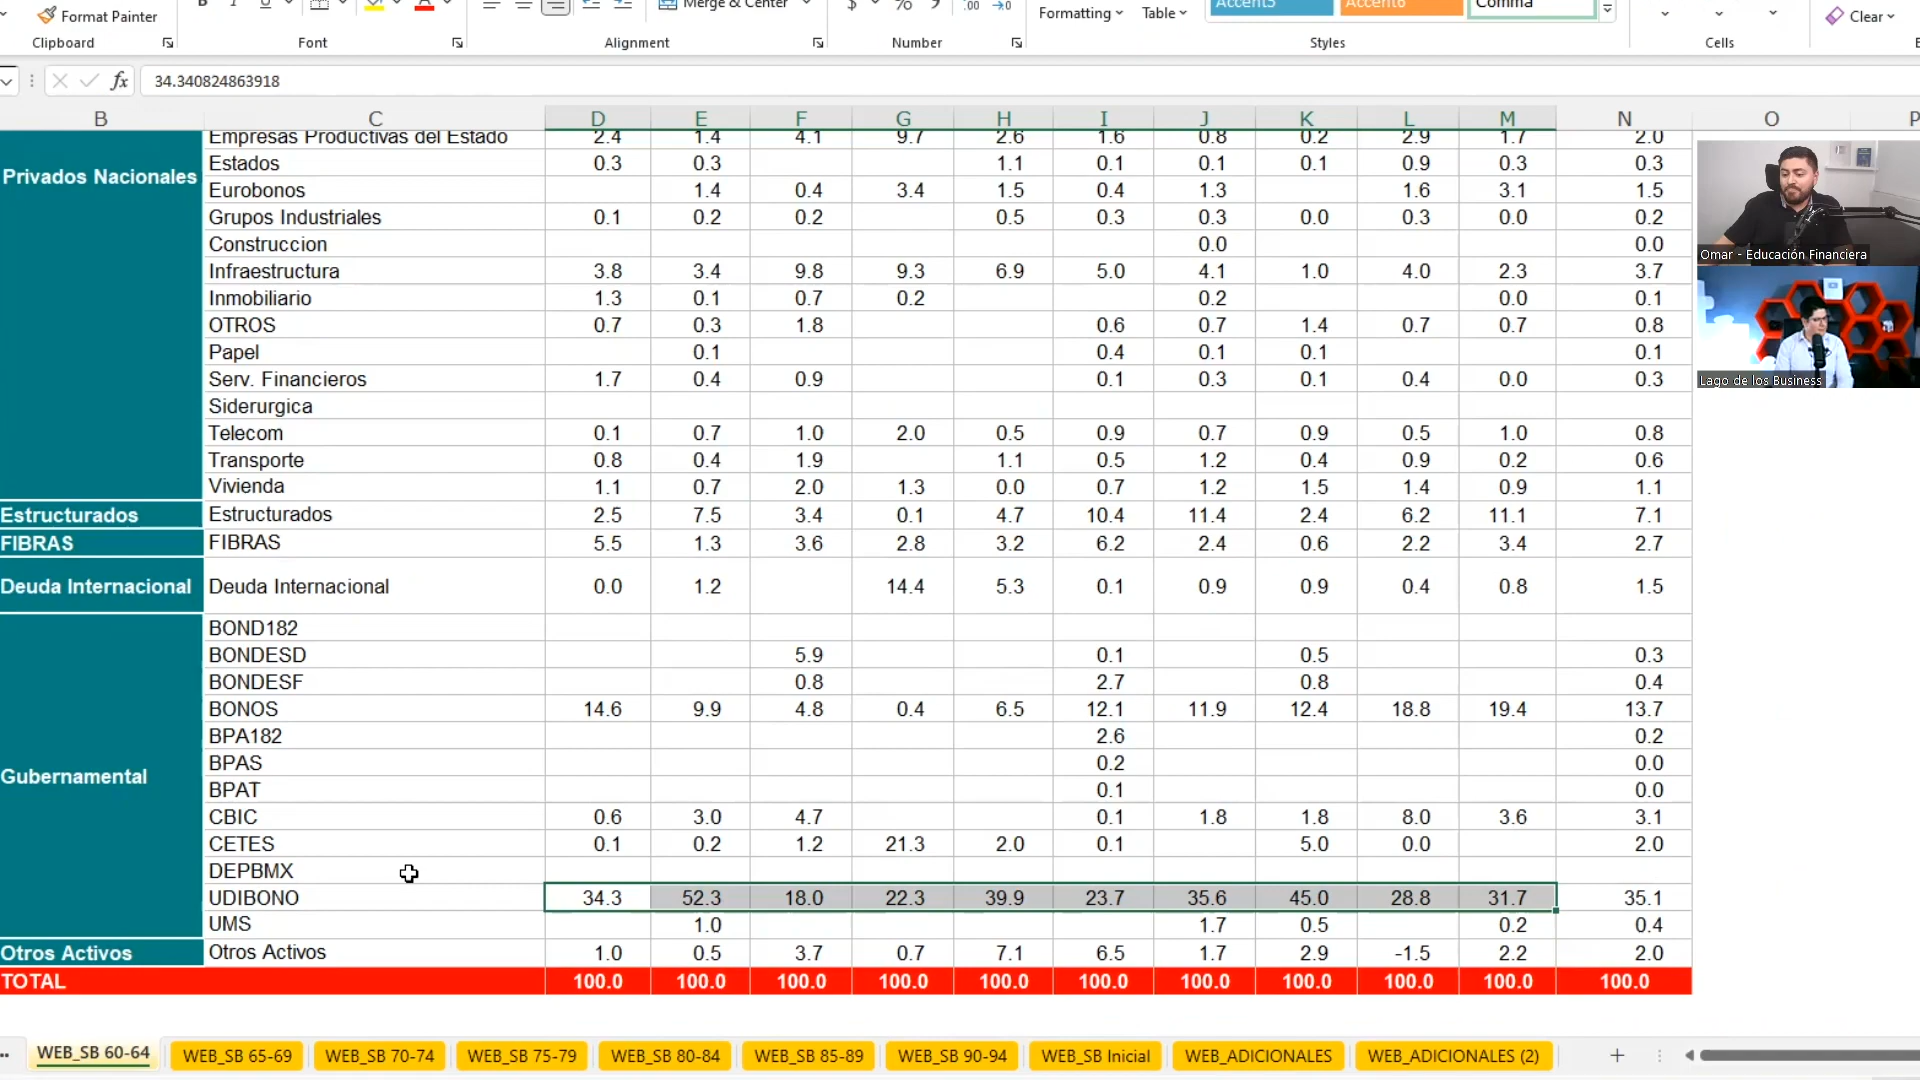 Format Painter
Merge & Center
$ % 9 .00 →.0
Formatting Table
Accent5 Accent6 Comma
Clear
Clipboard Font Alignment Number Styles Cells
fx 34.340824863918
B C D E F G H I J K L M N O P
Empresas Productivas del Estado 2.4 1.4 4.1 9.7 2.6 1.6 0.8 0.2 2.9 1.7 2.0
Privados Nacionales
Estados 0.3 0.3 1.1 0.1 0.1 0.1 0.9 0.3 0.3
Eurobonos 1.4 0.4 3.4 1.5 0.4 1.3 1.6 3.1 1.5
Grupos Industriales 0.1 0.2 0.2 0.5 0.3 0.3 0.0 0.3 0.0 0.2
Construccion 0.0 0.0
Omar - Educación Financiera
Infraestructura 3.8 3.4 9.8 9.3 6.9 5.0 4.1 1.0 4.0 2.3 3.7
Inmobiliario 1.3 0.1 0.7 0.2 0.2 0.0 0.1
OTROS 0.7 0.3 1.8 0.6 0.7 1.4 0.7 0.7 0.8
Papel 0.1 0.4 0.1 0.1 0.1
Serv. Financieros 1.7 0.4 0.9 0.1 0.3 0.1 0.4 0.0 0.3
Lago de los Business
Siderurgica
Telecom 0.1 0.7 1.0 2.0 0.5 0.9 0.7 0.9 0.5 1.0 0.8
Transporte 0.8 0.4 1.9 1.1 0.5 1.2 0.4 0.9 0.2 0.6
Vivienda 1.1 0.7 2.0 1.3 0.0 0.7 1.2 1.5 1.4 0.9 1.1
Estructurados Estructurados 2.5 7.5 3.4 0.1 4.7 10.4 11.4 2.4 6.2 11.1 7.1
FIBRAS FIBRAS 5.5 1.3 3.6 2.8 3.2 6.2 2.4 0.6 2.2 3.4 2.7
Deuda Internacional Deuda Internacional 0.0 1.2 14.4 5.3 0.1 0.9 0.9 0.4 0.8 1.5
BOND182
BONDESD 5.9 0.1 0.5 0.3
BONDESF 0.8 2.7 0.8 0.4
BONOS 14.6 9.9 4.8 0.4 6.5 12.1 11.9 12.4 18.8 19.4 13.7
BPA182 2.6 0.2
BPAS 0.2 0.0
Gubernamental
BPAT 0.1 0.0
CBIC 0.6 3.0 4.7 0.1 1.8 1.8 8.0 3.6 3.1
CETES 0.1 0.2 1.2 21.3 2.0 0.1 5.0 0.0 2.0
DEPBMX
UDIBONO 34.3 52.3 18.0 22.3 39.9 23.7 35.6 45.0 28.8 31.7 35.1
UMS 1.0 1.7 0.5 0.2 0.4
Otros Activos Otros Activos 1.0 0.5 3.7 0.7 7.1 6.5 1.7 2.9 -1.5 2.2 2.0
TOTAL 100.0 100.0 100.0 100.0 100.0 100.0 100.0 100.0 100.0 100.0 100.0
WEB_SB 60-64 WEB_SB 65-69 WEB_SB 70-74 WEB_SB 75-79 WEB_SB 80-84 WEB_SB 85-89 WEB_SB 90-94 WEB_SB Inicial WEB_ADICIONALES WEB_ADICIONALES (2)